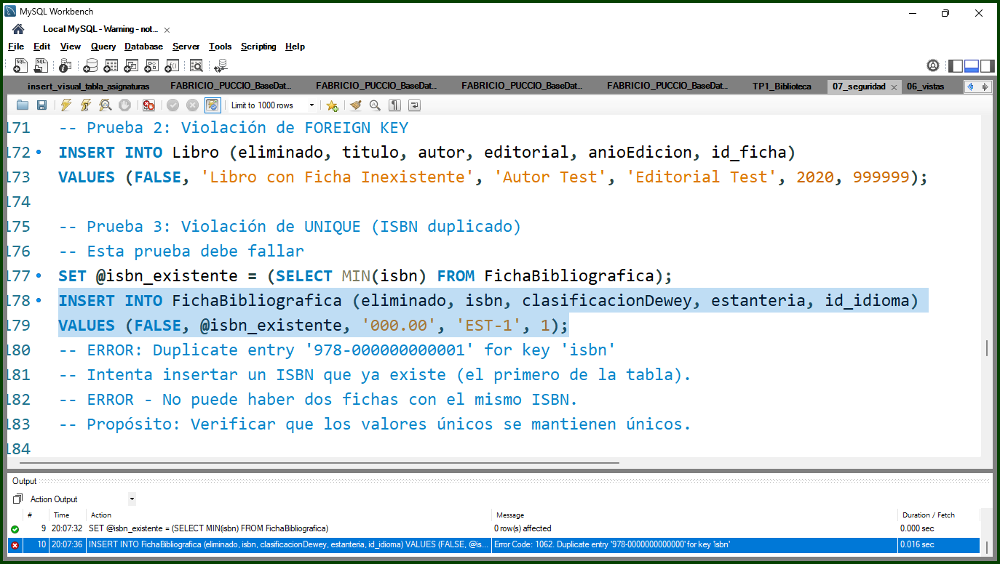 MySQL Workbench
Local MySQL - Warning - not...
File Edit View Query Database Server Tools Scripting Help
insert_visual_tabla_asignaturas FABRICIO_PUCCIO_BaseDat... FABRICIO_PUCCIO_BaseDat... FABRICIO_PUCCIO_BaseDat... FABRICIO_PUCCIO_BaseDat... TP1_Biblioteca 07_seguridad 06_vistas
Limit to 1000 rows
171 -- Prueba 2: Violación de FOREIGN KEY
172 INSERT INTO Libro (eliminado, titulo, autor, editorial, anioEdicion, id_ficha)
173 VALUES (FALSE, 'Libro con Ficha Inexistente', 'Autor Test', 'Editorial Test', 2020, 999999);
174
175 -- Prueba 3: Violación de UNIQUE (ISBN duplicado)
176 -- Esta prueba debe fallar
177 SET @isbn_existente = (SELECT MIN(isbn) FROM FichaBibliografica);
178 INSERT INTO FichaBibliografica (eliminado, isbn, clasificacionDewey, estanteria, id_idioma)
179 VALUES (FALSE, @isbn_existente, '000.00', 'EST-1', 1);
180 -- ERROR: Duplicate entry '978-000000000001' for key 'isbn'
181 -- Intenta insertar un ISBN que ya existe (el primero de la tabla).
182 -- ERROR - No puede haber dos fichas con el mismo ISBN.
183 -- Propósito: Verificar que los valores únicos se mantienen únicos.
184
Output
Action Output
# Time Action Message Duration / Fetch
9 20:07:32 SET @isbn_existente = (SELECT MIN(isbn) FROM FichaBibliografica) 0 row(s) affected 0.000 sec
10 20:07:36 INSERT INTO FichaBibliografica (eliminado, isbn, clasificacionDewey, estanteria, id_idioma) VALUES (FALSE, @is... Error Code: 1062. Duplicate entry '978-0000000000000' for key 'isbn' 0.016 sec